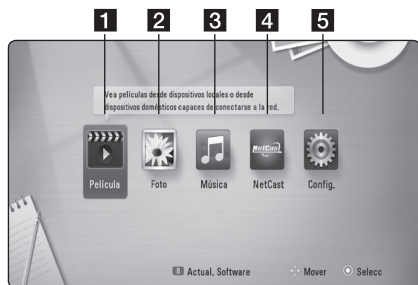 1 2 3 4 5
Vea películas desde dispositivos locales o desde
dispositivos domésticos capaces de conectarse a la red.
NetCast
Película Foto Música NetCast Config.
B Actual. Software Mover Selecc